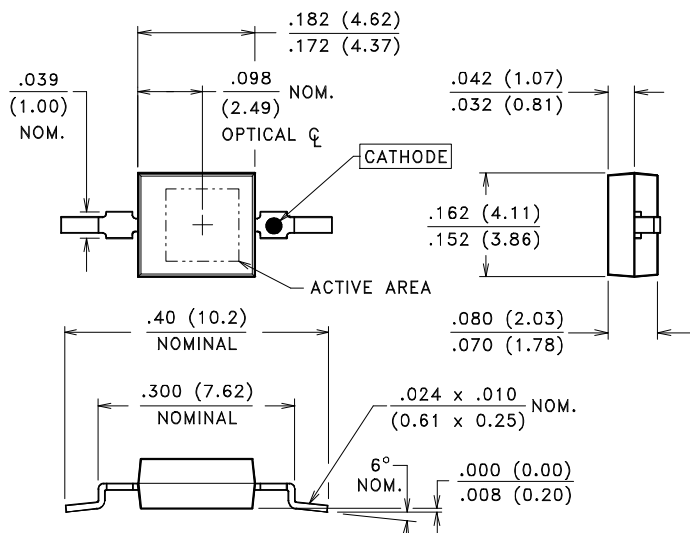 .182 (4.62)
.172 (4.37)
.039
(1.00)
NOM.
.098
(2.49)
NOM.
OPTICAL ℄
.042 (1.07)
.032 (0.81)
CATHODE
.162 (4.11)
.152 (3.86)
ACTIVE AREA
.40 (10.2)
NOMINAL
.080 (2.03)
.070 (1.78)
.300 (7.62)
NOMINAL
.024 x .010
(0.61 x 0.25)
NOM.
6°
NOM.
.000 (0.00)
.008 (0.20)